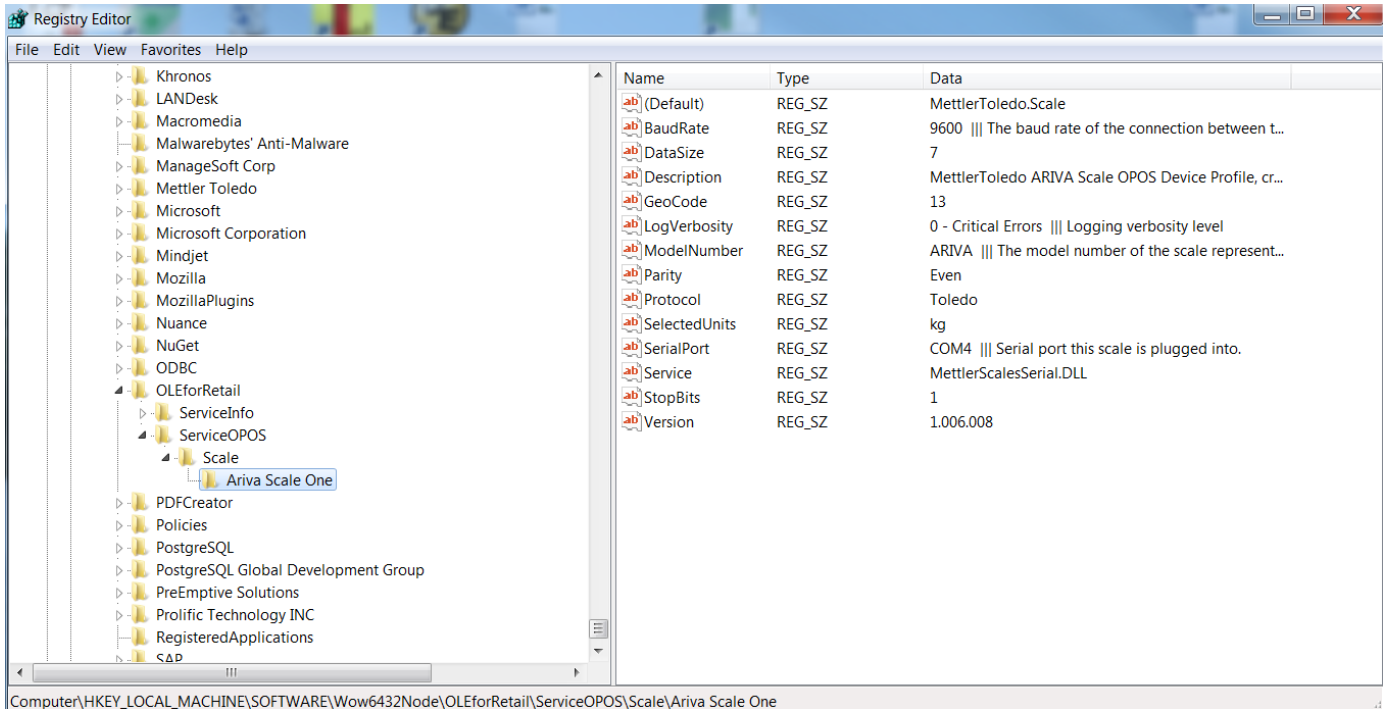 Registry Editor
File Edit View Favorites Help
Khronos
LANDesk
Macromedia
Malwarebytes' Anti-Malware
ManageSoft Corp
Mettler Toledo
Microsoft
Microsoft Corporation
Mindjet
Mozilla
MozillaPlugins
Nuance
NuGet
ODBC
OLEforRetail
ServiceInfo
ServiceOPOS
Scale
Ariva Scale One
PDFCreator
Policies
PostgreSQL
PostgreSQL Global Development Group
PreEmptive Solutions
Prolific Technology INC
RegisteredApplications
SAP
Name Type Data
(Default) REG_SZ MettlerToledo.Scale
BaudRate REG_SZ 9600 ||| The baud rate of the connection between t...
DataSize REG_SZ 7
Description REG_SZ MettlerToledo ARIVA Scale OPOS Device Profile, cr...
GeoCode REG_SZ 13
LogVerbosity REG_SZ 0 - Critical Errors ||| Logging verbosity level
ModelNumber REG_SZ ARIVA ||| The model number of the scale represent...
Parity REG_SZ Even
Protocol REG_SZ Toledo
SelectedUnits REG_SZ kg
SerialPort REG_SZ COM4 ||| Serial port this scale is plugged into.
Service REG_SZ MettlerScalesSerial.DLL
StopBits REG_SZ 1
Version REG_SZ 1.006.008
Computer\HKEY_LOCAL_MACHINE\SOFTWARE\Wow6432Node\OLEforRetail\ServiceOPOS\Scale\Ariva Scale One